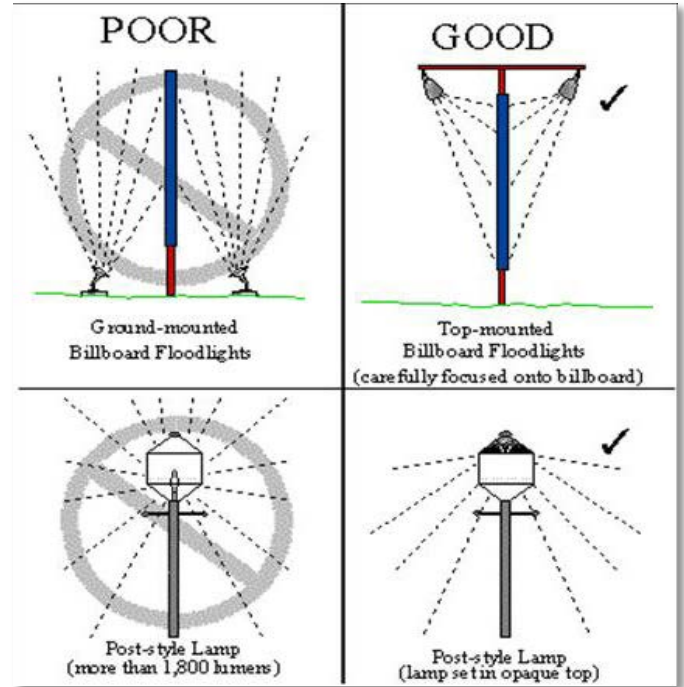 POOR
GOOD
Ground-mounted
Billboard Floodlights
Top-mounted
Billboard Floodlights
(carefully focused onto billboard)
Post-style Lamp
(more than 1,800 lumens)
Post-style Lamp
(lamp set in opaque top)